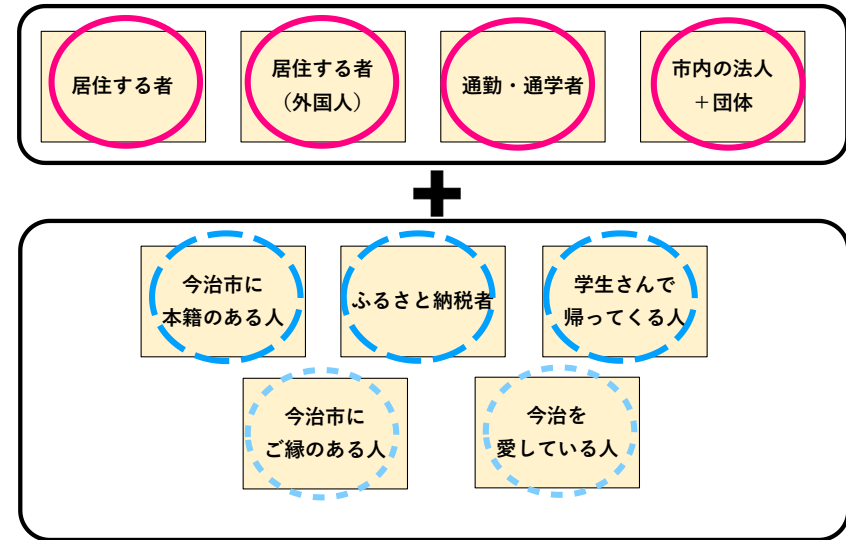 居住する者
居住する者
（外国人）
通勤・通学者
市内の法人
＋団体
＋
今治市に
本籍のある人
ふるさと納税者
学生さんで
帰ってくる人
今治市に
ご縁のある人
今治を
愛している人